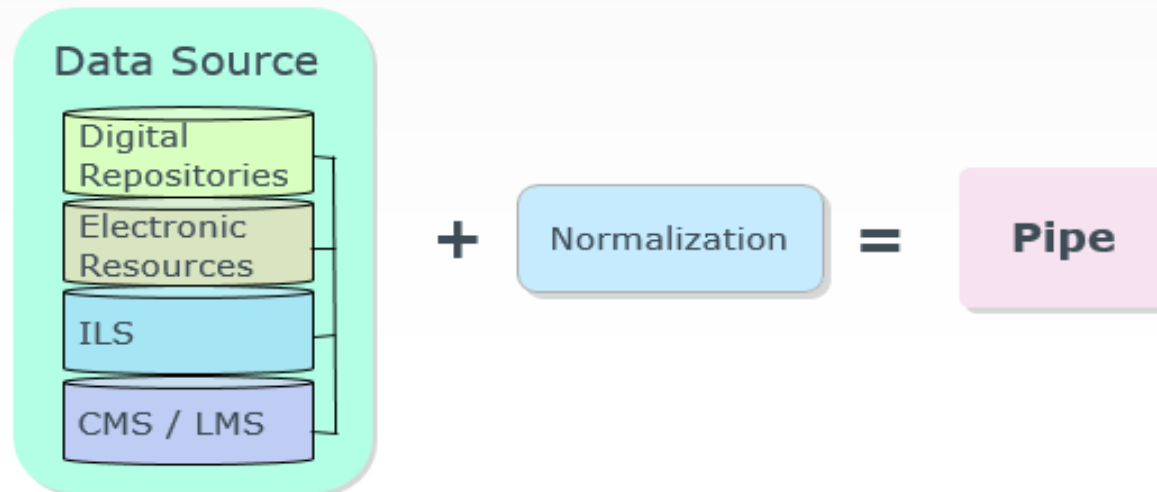 Data Source
Digital
Repositories
Electronic
Resources
ILS
CMS / LMS
+
Normalization
=
Pipe